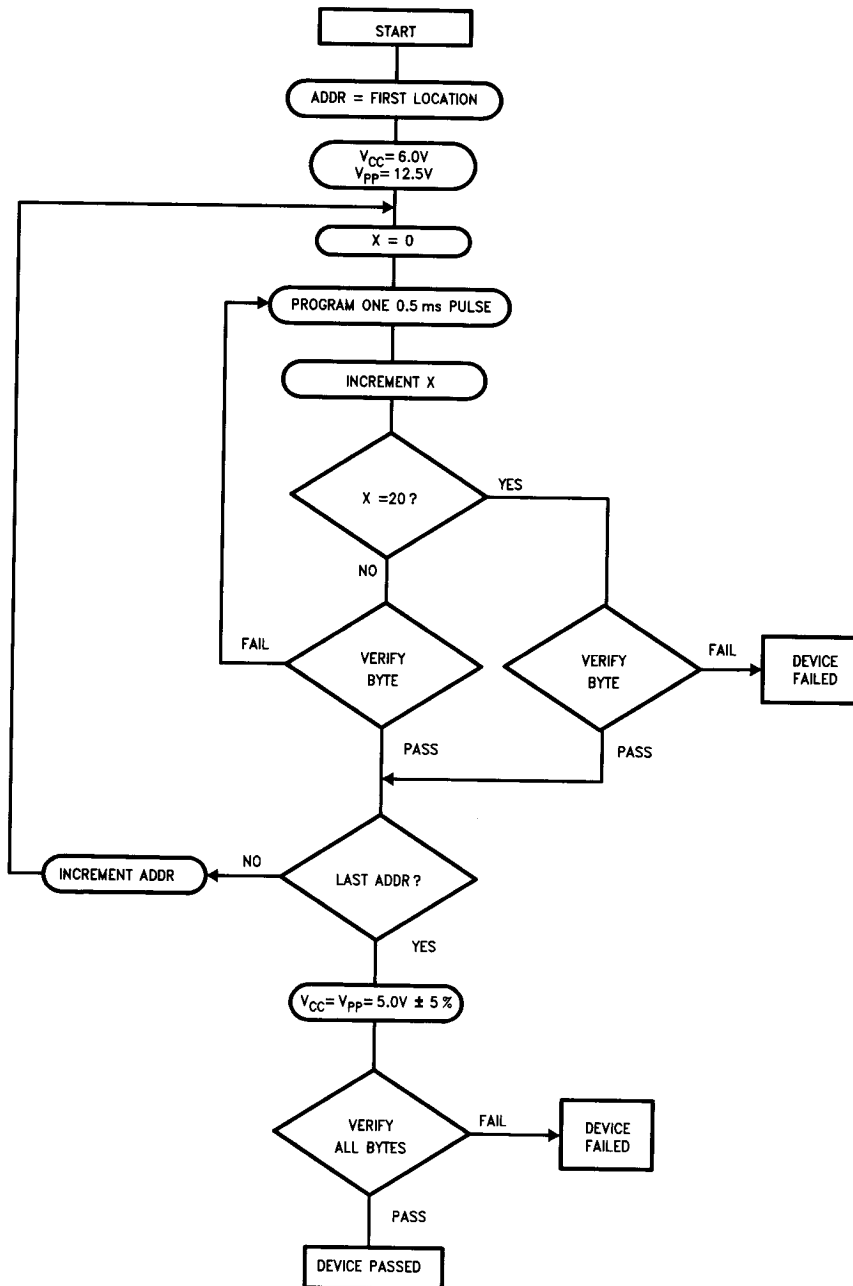 START
ADDR = FIRST LOCATION
VCC = 6.0V
VPP = 12.5V
X = 0
PROGRAM ONE 0.5 ms PULSE
INCREMENT X
X =20?
YES
NO
FAIL
VERIFY
BYTE
PASS
VERIFY
BYTE
FAIL
DEVICE
FAILED
PASS
INCREMENT ADDR
NO
LAST ADDR?
YES
VCC = VPP = 5.0V ± 5%
VERIFY
ALL BYTES
FAIL
DEVICE
FAILED
PASS
DEVICE PASSED